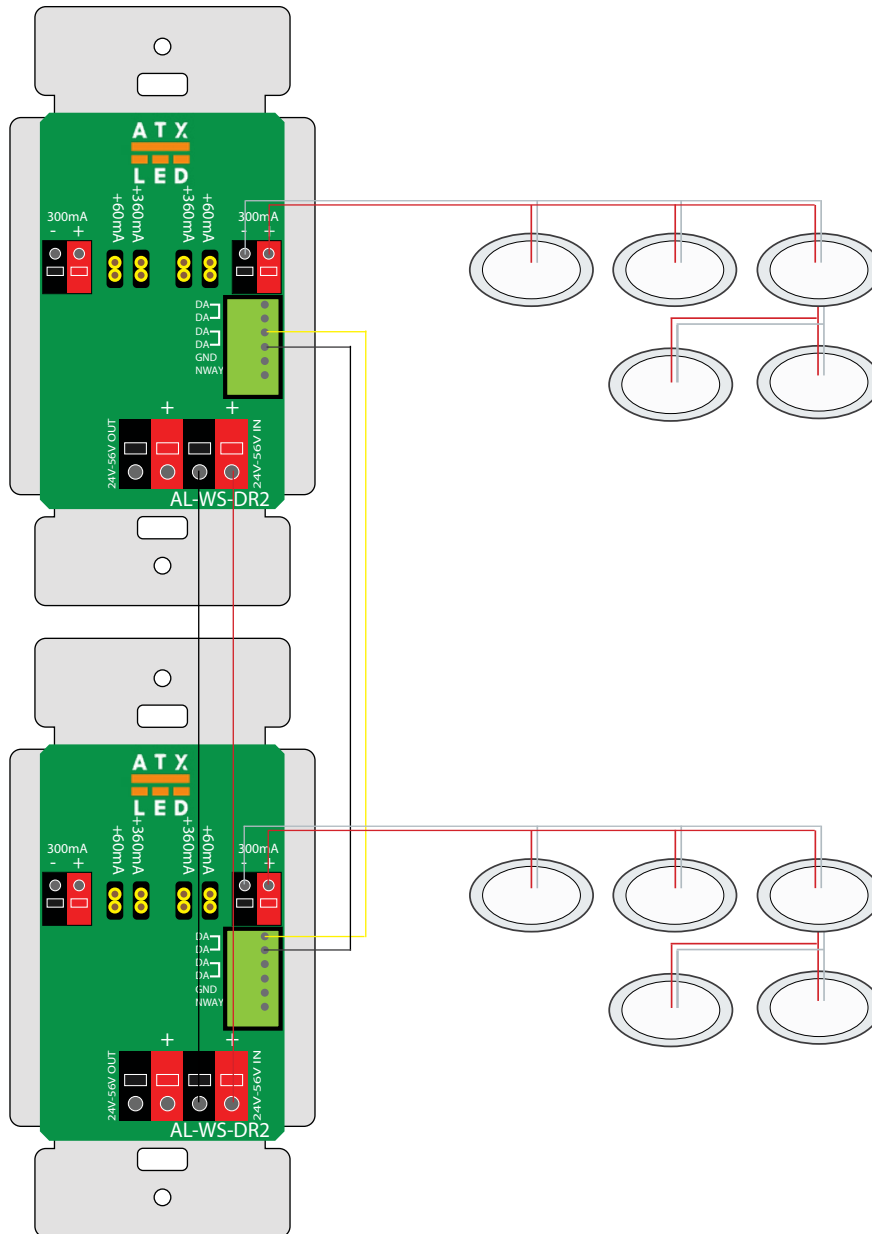 ATX
LED
+60mA
+360mA
+360mA
+60mA
300mA
- +
300mA
- +
DA
DA
DA
DA
GND
NWAY
+ +
24V-56V OUT
24V-56V IN
AL-WS-DR2
ATX
LED
+60mA
+360mA
+360mA
+60mA
300mA
- +
300mA
- +
DA
DA
DA
DA
GND
NWAY
+ +
24V-56V OUT
24V-56V IN
AL-WS-DR2